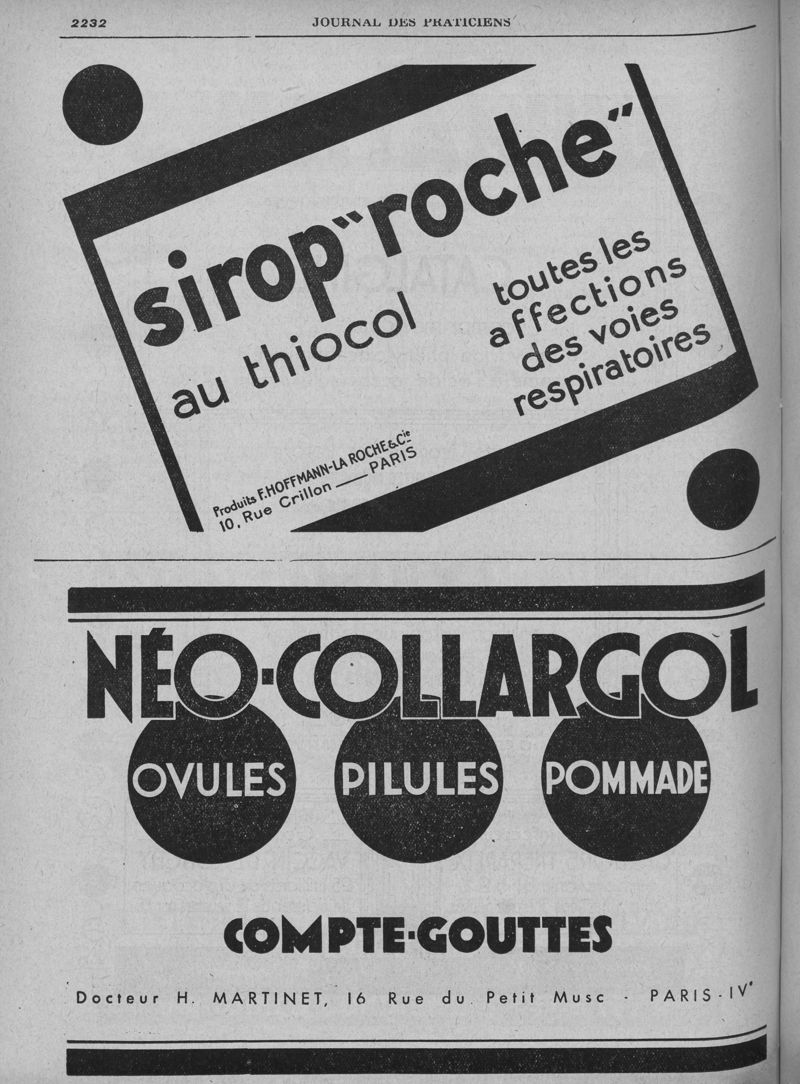 2232
JOURNAL DES PRATICIENS
sirop "roche"
au thiocol
toutes les
affections
des voies
respiratoires
Produits F. HOFFMANN-LA ROCHE & Cie
10, Rue Crillon — PARIS
NÉO-COLLARGOL
OVULES PILULES POMMADE
COMPTE-GOUTTES
Docteur H. MARTINET, 16 Rue du Petit Musc - PARIS-IVe